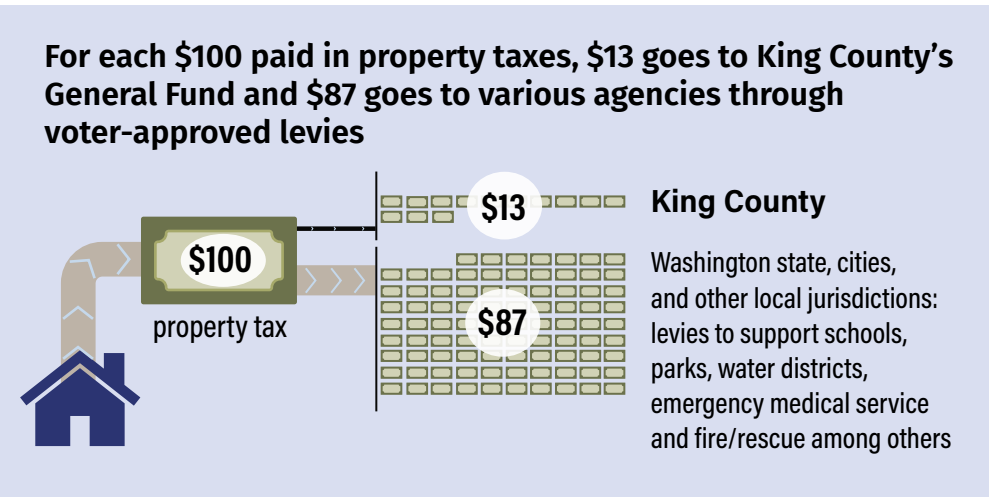 For each $100 paid in property taxes, $13 goes to King County’s
General Fund and $87 goes to various agencies through
voter-approved levies
$13
King County
$100
property tax
$87
Washington state, cities,
and other local jurisdictions:
levies to support schools,
parks, water districts,
emergency medical service
and fire/rescue among others